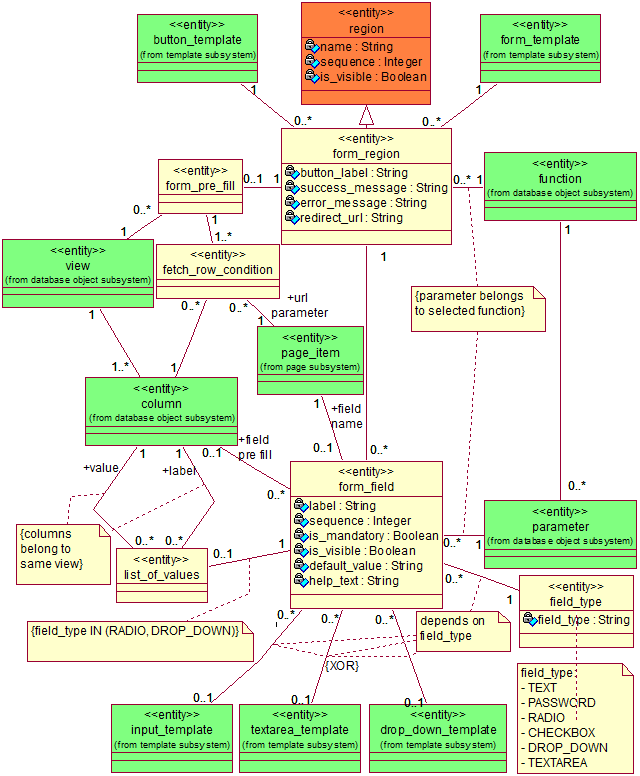 <<entity>>
button_template
(from template subsystem)
<<entity>>
region
name : String
sequence : Integer
is_visible : Boolean
<<entity>>
form_template
(from template subsystem)
1
1
0..*
0..*
<<entity>>
form_region
button_label : String
success_message : String
error_message : String
redirect_url : String
<<entity>>
form_pre_fill
0..1
1
0..*
1
<<entity>>
function
(from database object subsystem)
0..*
1
1
1..*
1
1
<<entity>>
view
(from database object subsystem)
<<entity>>
fetch_row_condition
0..*
0..*
+url
parameter
1
{parameter belongs
to selected function}
1
<<entity>>
page_item
(from page subsystem)
1..*
1
<<entity>>
column
(from database object subsystem)
1
+field
name
0..1
0..*
+value
1
+label
1
0..1
+field
pre fill
0..*
<<entity>>
form_field
label : String
sequence : Integer
is_mandatory : Boolean
is_visible : Boolean
default_value : String
help_text : String
0..*
<<entity>>
parameter
(from database object subsystem)
0..*
1
{columns
belong to
same view}
0..*
0..*
<<entity>>
list_of_values
0..1
1
0..*
1
<<entity>>
field_type
field_type : String
{field_type IN (RADIO, DROP_DOWN)}
0..*
0..*
0..*
depends on
field_type
{XOR}
field_type:
- TEXT
- PASSWORD
- RADIO
- CHECKBOX
- DROP_DOWN
- TEXTAREA
0..1
0..1
0..1
<<entity>>
input_template
(from template subsystem)
<<entity>>
textarea_template
(from template subsystem)
<<entity>>
drop_down_template
(from template subsystem)